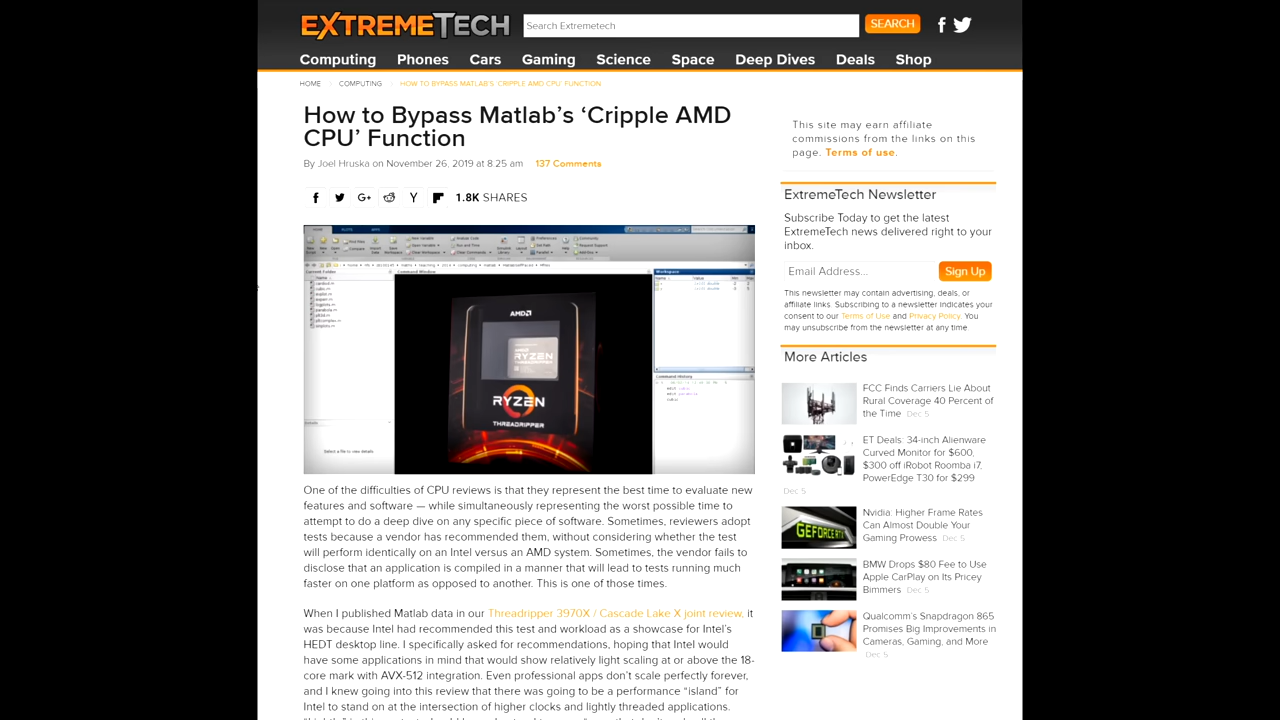 EXTREMETECH
Search Extremetech
SEARCH
Computing Phones Cars Gaming Science Space Deep Dives Deals Shop
HOME COMPUTING HOW TO BYPASS MATLAB'S 'CRIPPLE AMD CPU' FUNCTION
How to Bypass Matlab's ‘Cripple AMD
CPU’ Function
By Joel Hruska on November 26, 2019 at 8:25 am 137 Comments
1.8K SHARES
AMD
AMD
RYZEN
THREADRIPPER
RYZEN
THREADRIPPER
One of the difficulties of CPU reviews is that they represent the best time to evaluate new
features and software — while simultaneously representing the worst possible time to
attempt to do a deep dive on any specific piece of software. Sometimes, reviewers adopt
tests because a vendor has recommended them, without considering whether the test
will perform identically on an Intel versus an AMD system. Sometimes, the vendor fails to
disclose that an application is compiled in a manner that will lead to tests running much
faster on one platform as opposed to another. This is one of those times.
When I published Matlab data in our Threadripper 3970X / Cascade Lake X joint review, it
was because Intel had recommended this test and workload as a showcase for Intel's
HEDT desktop line. I specifically asked for recommendations, hoping that Intel would
have some applications in mind that would show relatively light scaling at or above the 18-
core mark with AVX-512 integration. Even professional apps don't scale perfectly forever,
and I knew going into this review that there was going to be a performance “island” for
Intel to stand on at the intersection of higher clocks and lightly threaded applications.
This site may earn affiliate
commissions from the links on this
page. Terms of use.
ExtremeTech Newsletter
Subscribe Today to get the latest
ExtremeTech news delivered right to your
inbox.
Email Address...
Sign Up
This newsletter may contain advertising, deals, or
affiliate links. Subscribing to a newsletter indicates your
consent to our Terms of Use and Privacy Policy. You
may unsubscribe from the newsletter at any time
More Articles
FCC Finds Carriers Lie About
Rural Coverage 40 Percent of
the Time Dec 5
ET Deals: 34-inch Alienware
Curved Monitor for $600,
$300 off iRobot Roomba i7,
PowerEdge T30 for $299
Dec 5
GEFORCE RTX
Nvidia: Higher Frame Rates
Can Almost Double Your
Gaming Prowess Dec 5
BMW Drops $80 Fee to Use
Apple CarPlay on Its Pricey
Bimmers Dec 5
Qualcomm's Snapdragon 865
Promises Big Improvements in
Cameras, Gaming, and More
Dec 5